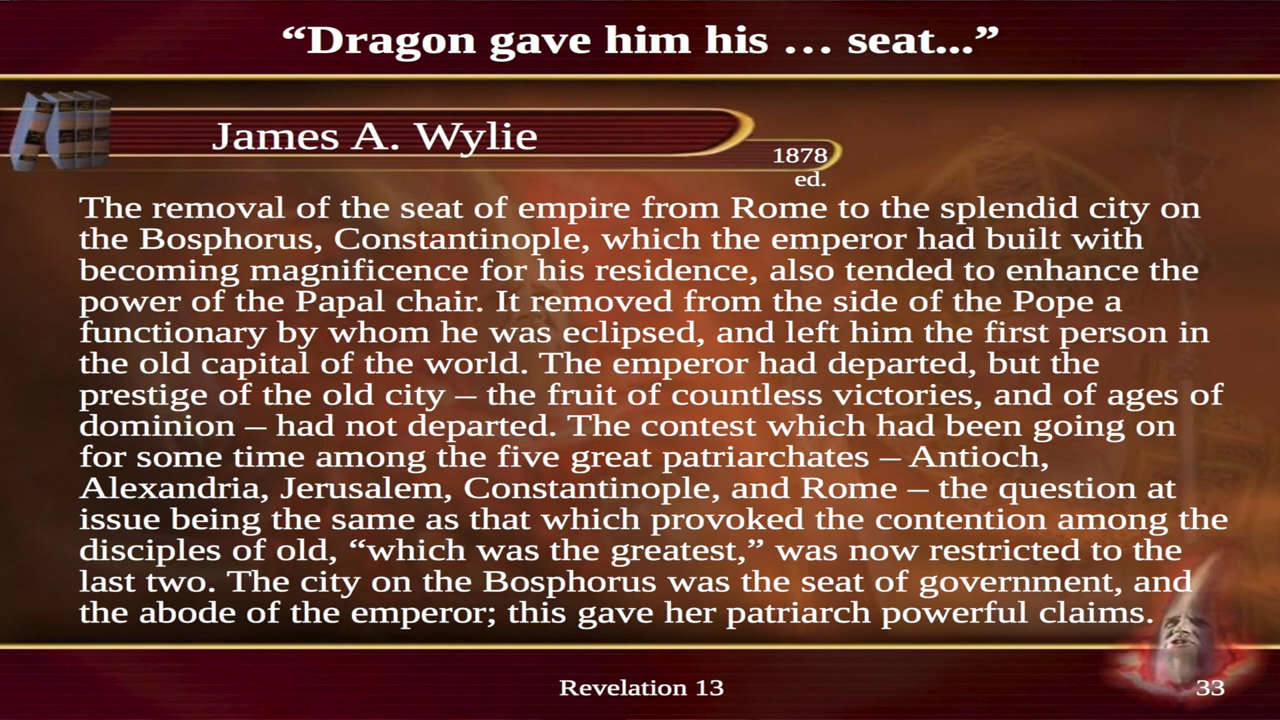 “Dragon gave him his … seat...”
James A. Wylie
1878
ed.
The removal of the seat of empire from Rome to the splendid city on
the Bosphorus, Constantinople, which the emperor had built with
becoming magnificence for his residence, also tended to enhance the
power of the Papal chair. It removed from the side of the Pope a
functionary by whom he was eclipsed, and left him the first person in
the old capital of the world. The emperor had departed, but the
prestige of the old city – the fruit of countless victories, and of ages of
dominion – had not departed. The contest which had been going on
for some time among the five great patriarchates – Antioch,
Alexandria, Jerusalem, Constantinople, and Rome – the question at
issue being the same as that which provoked the contention among the
disciples of old, “which was the greatest,” was now restricted to the
last two. The city on the Bosphorus was the seat of government, and
the abode of the emperor; this gave her patriarch powerful claims.
Revelation 13
33